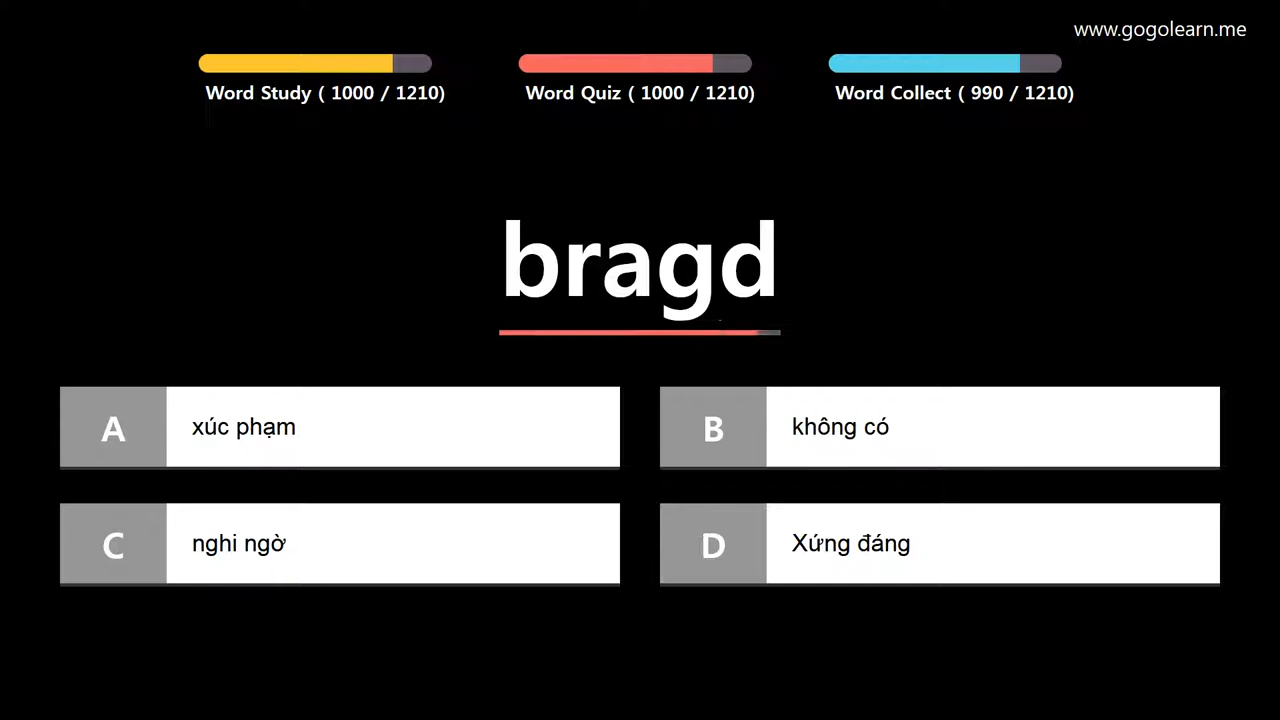 www.gogolearn.me
Word Study ( 1000 / 1210)
Word Quiz ( 1000 / 1210)
Word Collect ( 990 / 1210)
bragd
A xúc phạm
B không có
C nghi ngờ
D Xứng đáng